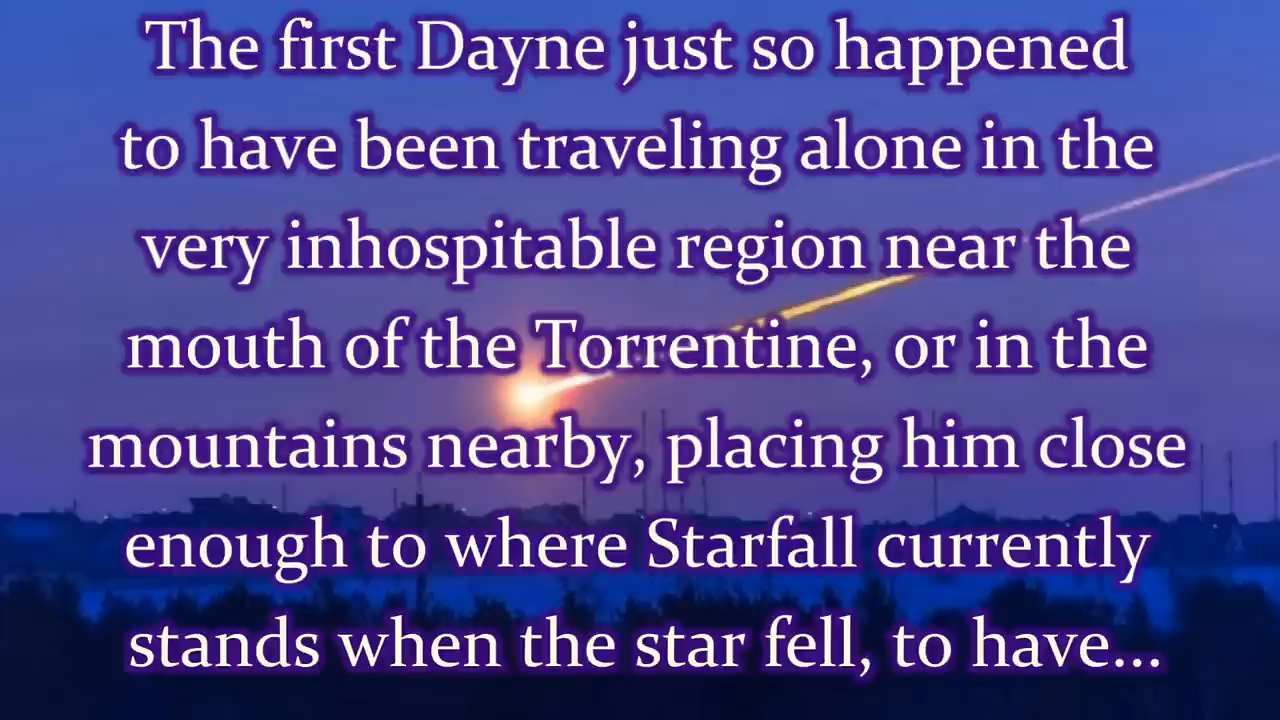 The first Dayne just so happened
to have been traveling alone in the
very inhospitable region near the
mouth of the Torrentine, or in the
mountains nearby, placing him close
enough to where Starfall currently
stands when the star fell, to have...